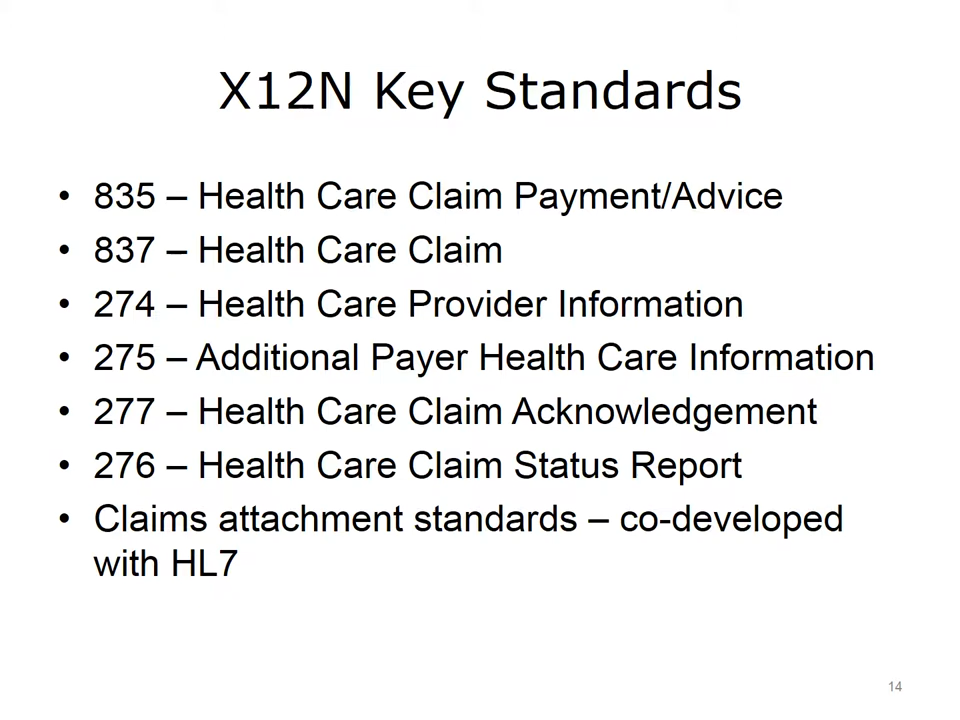 X12N Key Standards
• 835 – Health Care Claim Payment/Advice
• 837 – Health Care Claim
• 274 – Health Care Provider Information
• 275 – Additional Payer Health Care Information
• 277 – Health Care Claim Acknowledgement
• 276 – Health Care Claim Status Report
• Claims attachment standards – co-developed
with HL7
14